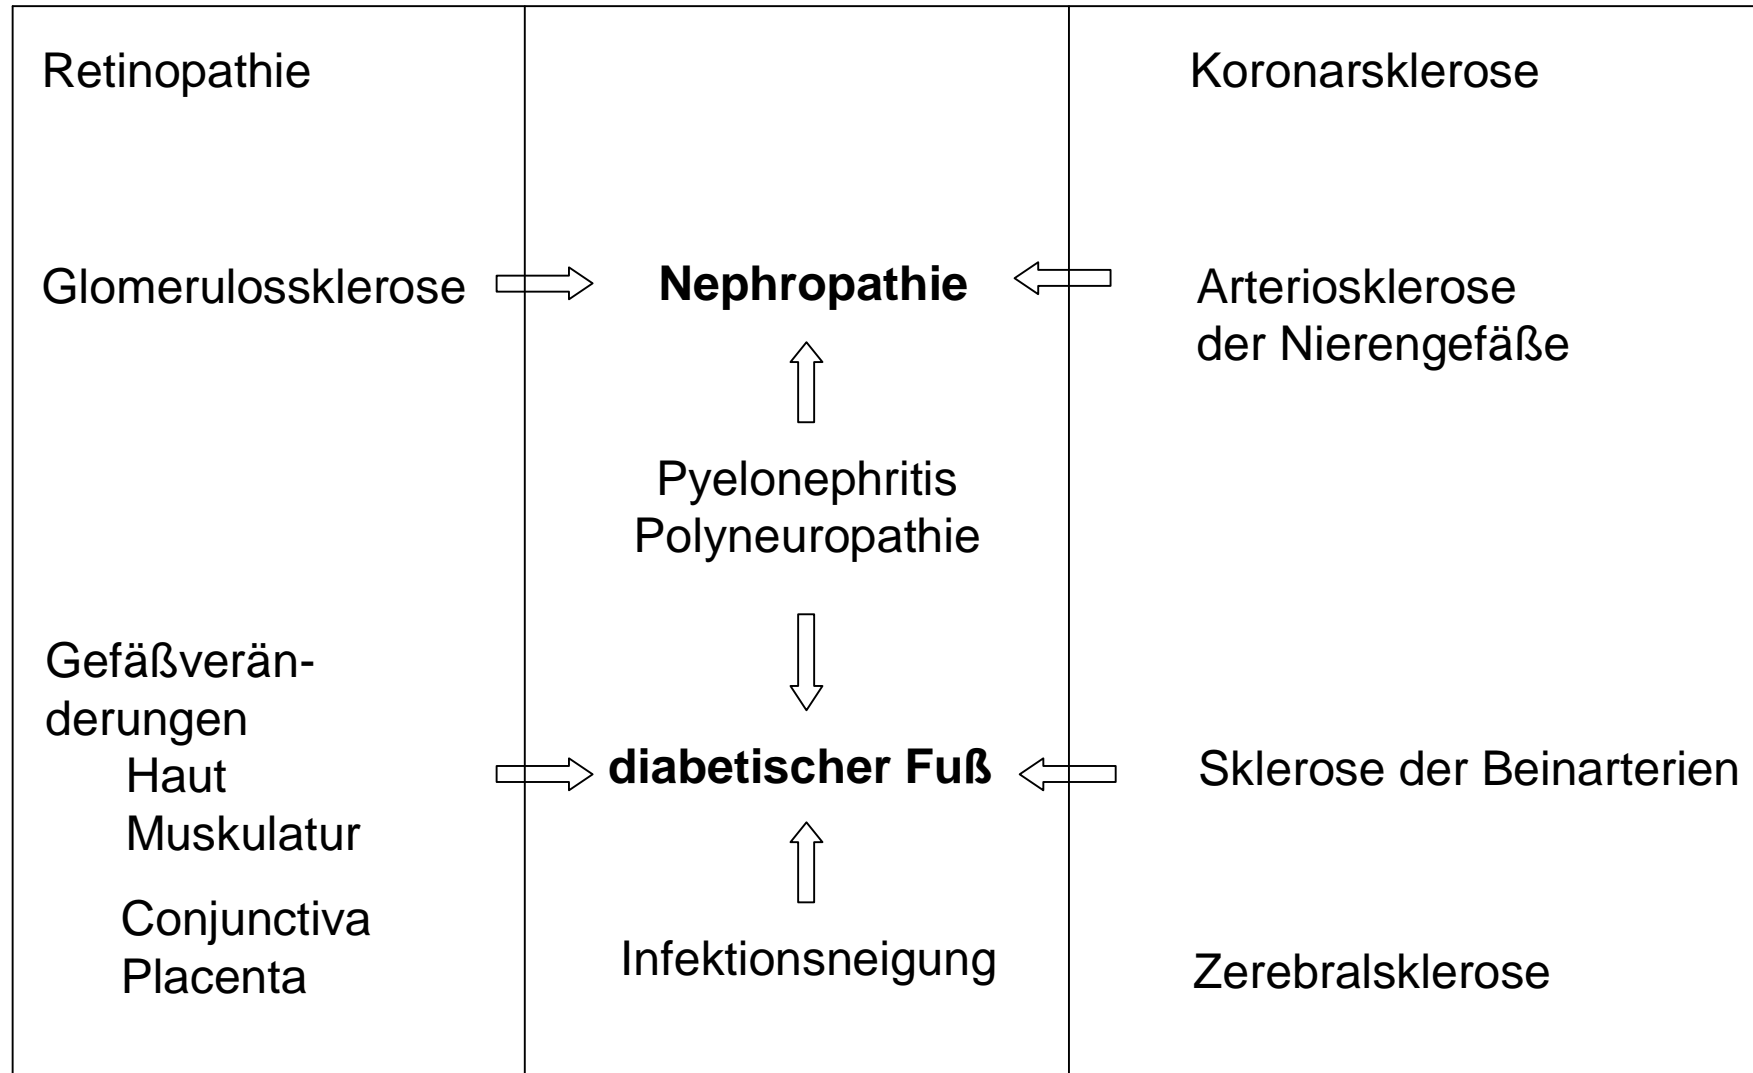 Retinopathie
Koronarsklerose
Glomerulossklerose
Nephropathie
Arteriosklerose
der Nierengefäße
Pyelonephritis
Polyneuropathie
Gefäßverän-
derungen
Haut
Muskulatur
diabetischer Fuß
Sklerose der Beinarterien
Conjunctiva
Placenta
Infektionsneigung
Zerebralsklerose